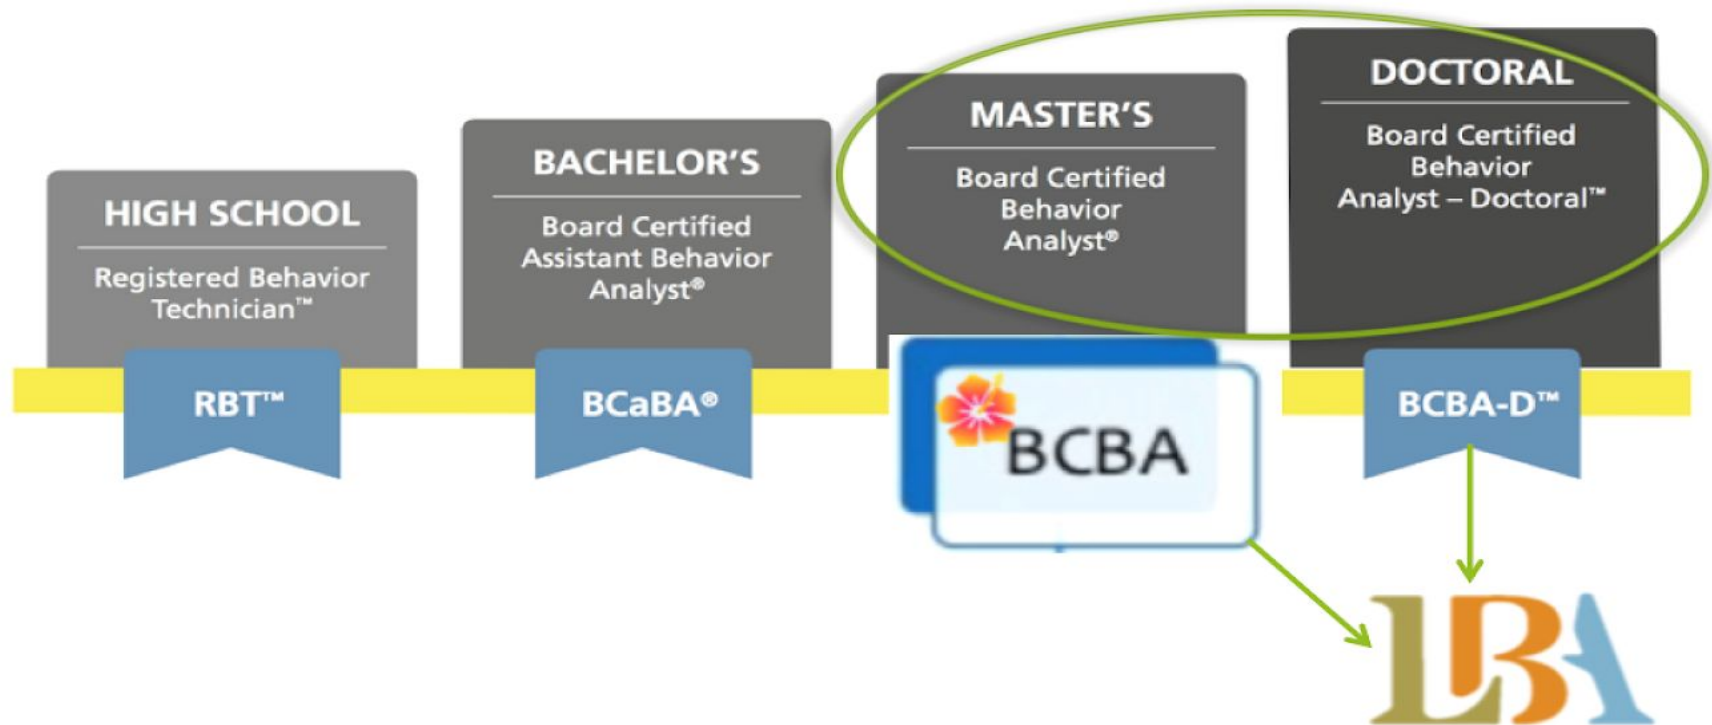 HIGH SCHOOL
Registered Behavior
Technician™
RBT™
BACHELOR'S
Board Certified
Assistant Behavior
Analyst®
BCaBA®
MASTER'S
Board Certified
Behavior
Analyst®
BCBA
DOCTORAL
Board Certified
Behavior
Analyst – Doctoral™
BCBA-D™
LBA